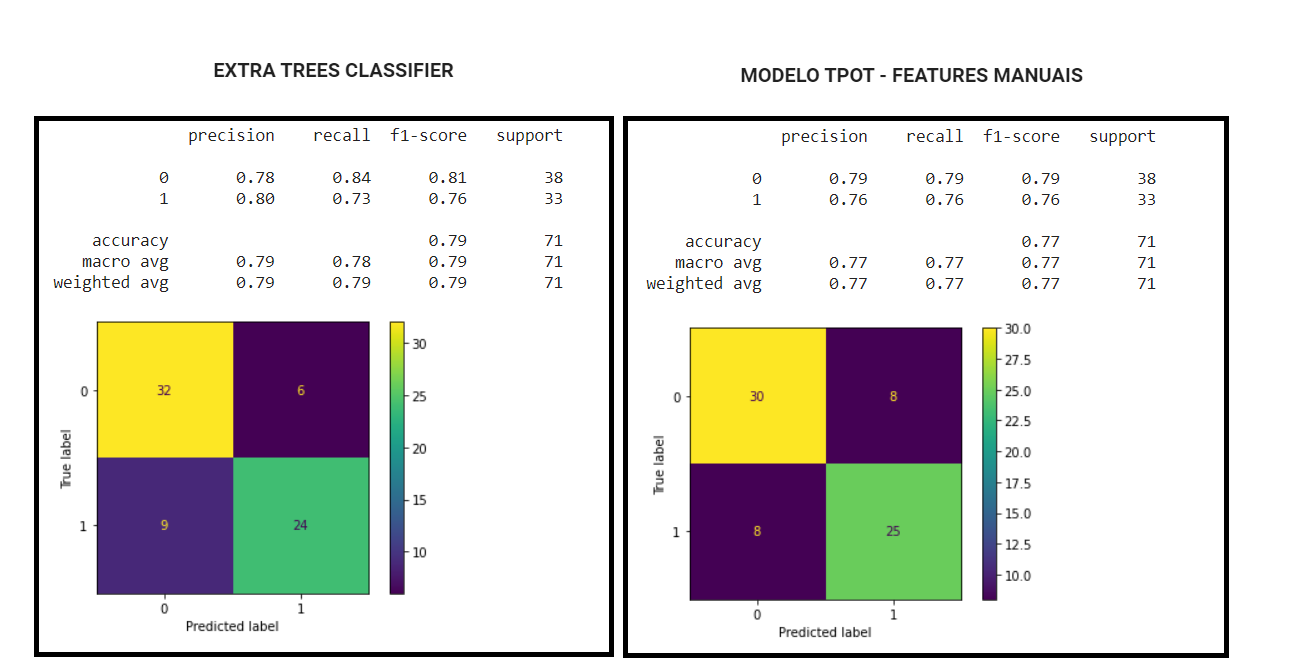 EXTRA TREES CLASSIFIER
precision recall f1-score support
0 0.78 0.84 0.81 38
1 0.80 0.73 0.76 33
accuracy 0.79 71
macro avg 0.79 0.78 0.79 71
weighted avg 0.79 0.79 0.79 71
True label
0
1
32 6
9 24
0 1
Predicted label
30
25
20
15
10
MODELO TPOT - FEATURES MANUAIS
precision recall f1-score support
0 0.79 0.79 0.79 38
1 0.76 0.76 0.76 33
accuracy 0.77 71
macro avg 0.77 0.77 0.77 71
weighted avg 0.77 0.77 0.77 71
True label
0
1
30 8
8 25
0 1
Predicted label
30.0
27.5
25.0
22.5
20.0
17.5
15.0
12.5
10.0